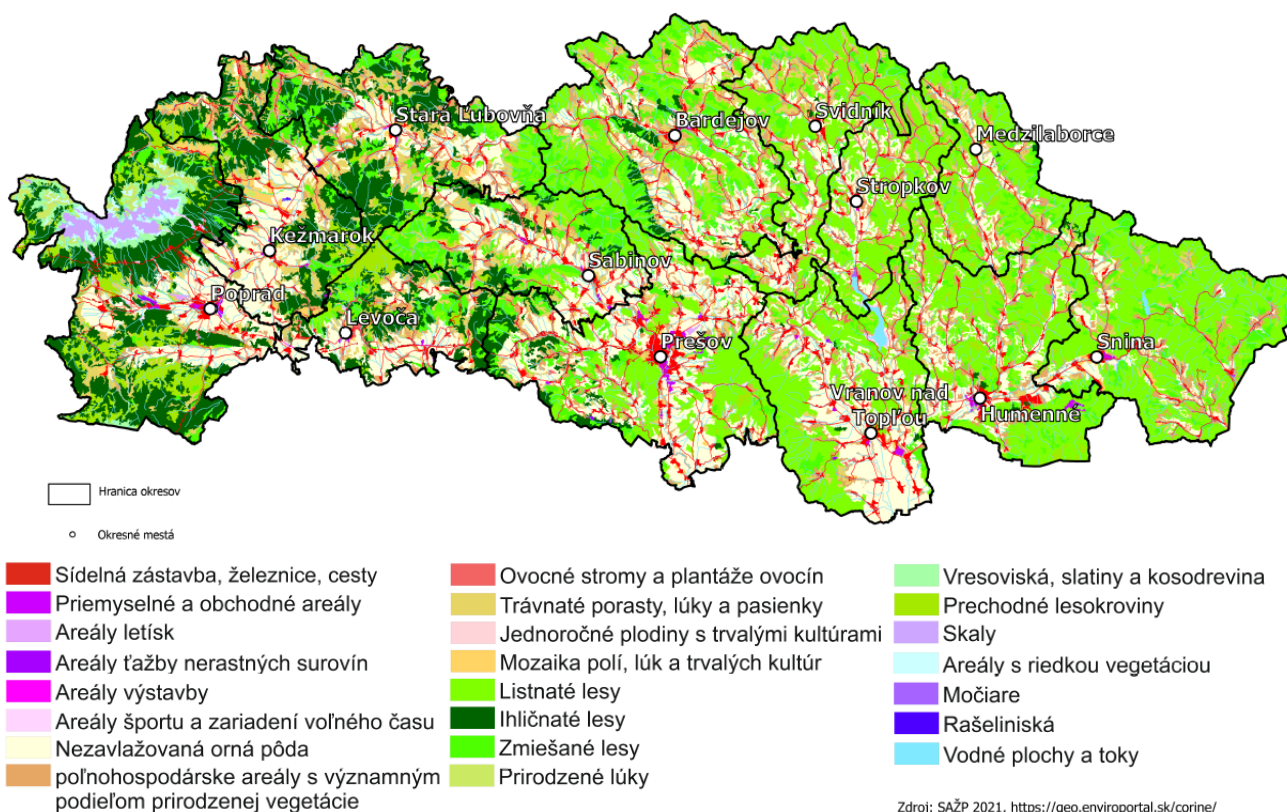 Stará Ľubovňa
Bardejov
Svidník
Medzilaborce
Stropkov
Kežmarok
Sabinov
Poprad
Levoča
Prešov
Snina
Vranov nad
Topľou
Humenné
Hranica okresov
Okresné mestá
Sídelná zástavba, železnice, cesty
Priemyselné a obchodné areály
Areály letísk
Areály ťažby nerastných surovín
Areály výstavby
Areály športu a zariadení voľného času
Nezavlažovaná orná pôda
poľnohospodárske areály s významným
podielom prirodzenej vegetácie
Ovocné stromy a plantáže ovocín
Trávnaté porasty, lúky a pasienky
Jednoročné plodiny s trvalými kultúrami
Mozaika polí, lúk a trvalých kultúr
Listnaté lesy
Ihličnaté lesy
Zmiešané lesy
Prirodzené lúky
Vresoviská, slatiny a kosodrevina
Prechodné lesokroviny
Skaly
Areály s riedkou vegetáciou
Močiare
Rašeliniská
Vodné plochy a toky
Zdroj: SAŽP 2021, https://geo.enviroportal.sk/corine/